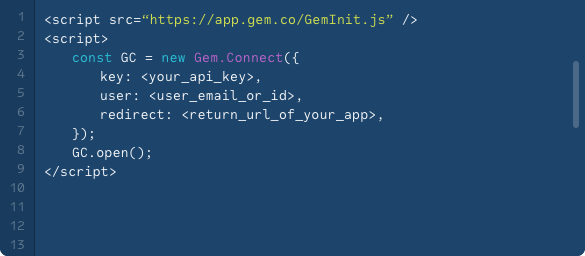 1 <script src=“https://app.gem.co/GemInit.js” />
2 <script>
3 const GC = new Gem.Connect({
4 key: <your_api_key>,
5 user: <user_email_or_id>,
6 redirect: <return_url_of_your_app>,
7 });
8 GC.open();
9 </script>
10
11
12
13